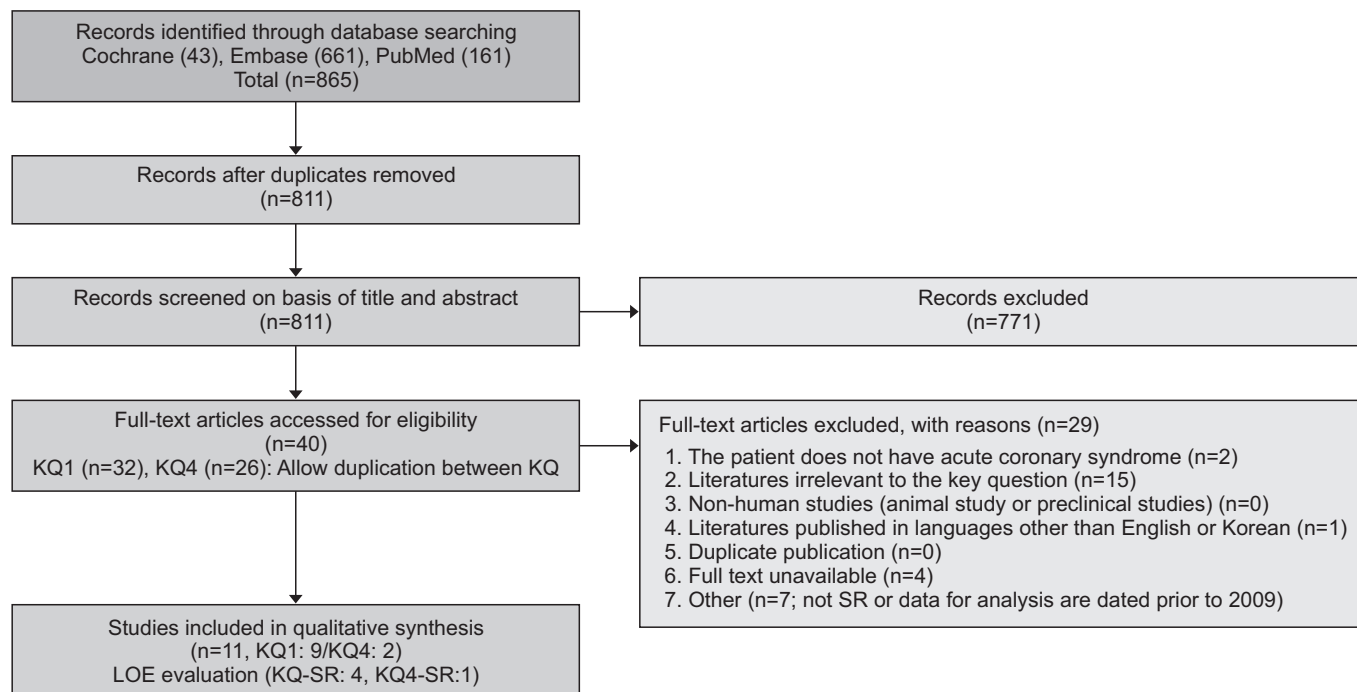 Records identified through database searching
Cochrane (43), Embase (661), PubMed (161)
Total (n=865)
Records after duplicates removed
(n=811)
Records screened on basis of title and abstract
(n=811)
Records excluded
(n=771)
Full-text articles accessed for eligibility
(n=40)
KQ1 (n=32), KQ4 (n=26): Allow duplication between KQ
Full-text articles excluded, with reasons (n=29)
1. The patient does not have acute coronary syndrome (n=2)
2. Literatures irrelevant to the key question (n=15)
3. Non-human studies (animal study or preclinical studies) (n=0)
4. Literatures published in languages other than English or Korean (n=1)
5. Duplicate publication (n=0)
6. Full text unavailable (n=4)
7. Other (n=7; not SR or data for analysis are dated prior to 2009)
Studies included in qualitative synthesis
(n=11, KQ1: 9/KQ4: 2)
LOE evaluation (KQ-SR: 4, KQ4-SR:1)